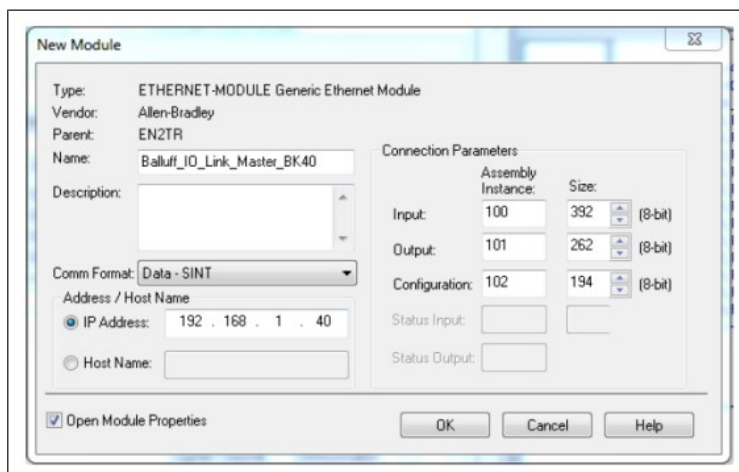 New Module
Type: ETHERNET-MODULE Generic Ethernet Module
Vendor: Allen-Bradley
Parent: EN2TR
Name: Balluff_IO_Link_Master_BK40
Description:
Comm Format: Data - SINT
Address / Host Name
IP Address: 192 . 168 . 1 . 40
Host Name:
Connection Parameters
Assembly Instance: Size:
Input: 100 392 (8-bit)
Output: 101 262 (8-bit)
Configuration: 102 194 (8-bit)
Status Input:
Status Output:
Open Module Properties
OK Cancel Help